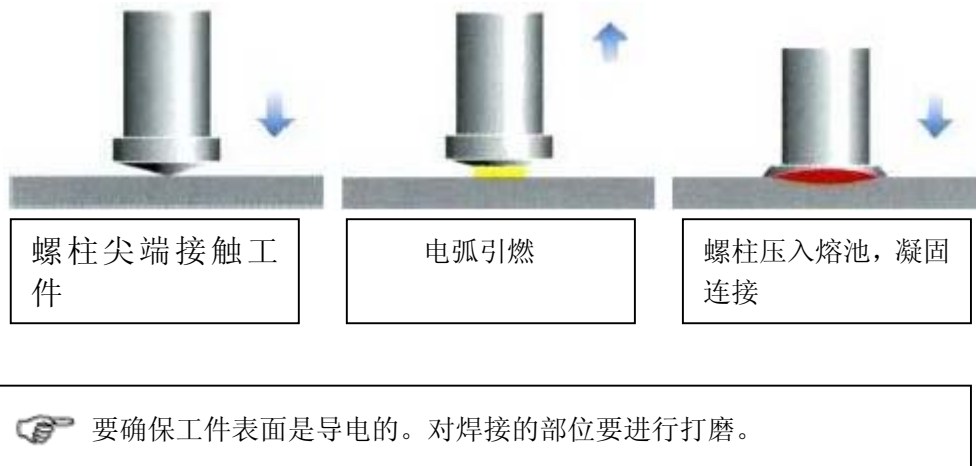 螺柱尖端接触工
件
电弧引燃
螺柱压入熔池，凝固
连接
要确保工件表面是导电的。对焊接的部位要进行打磨。